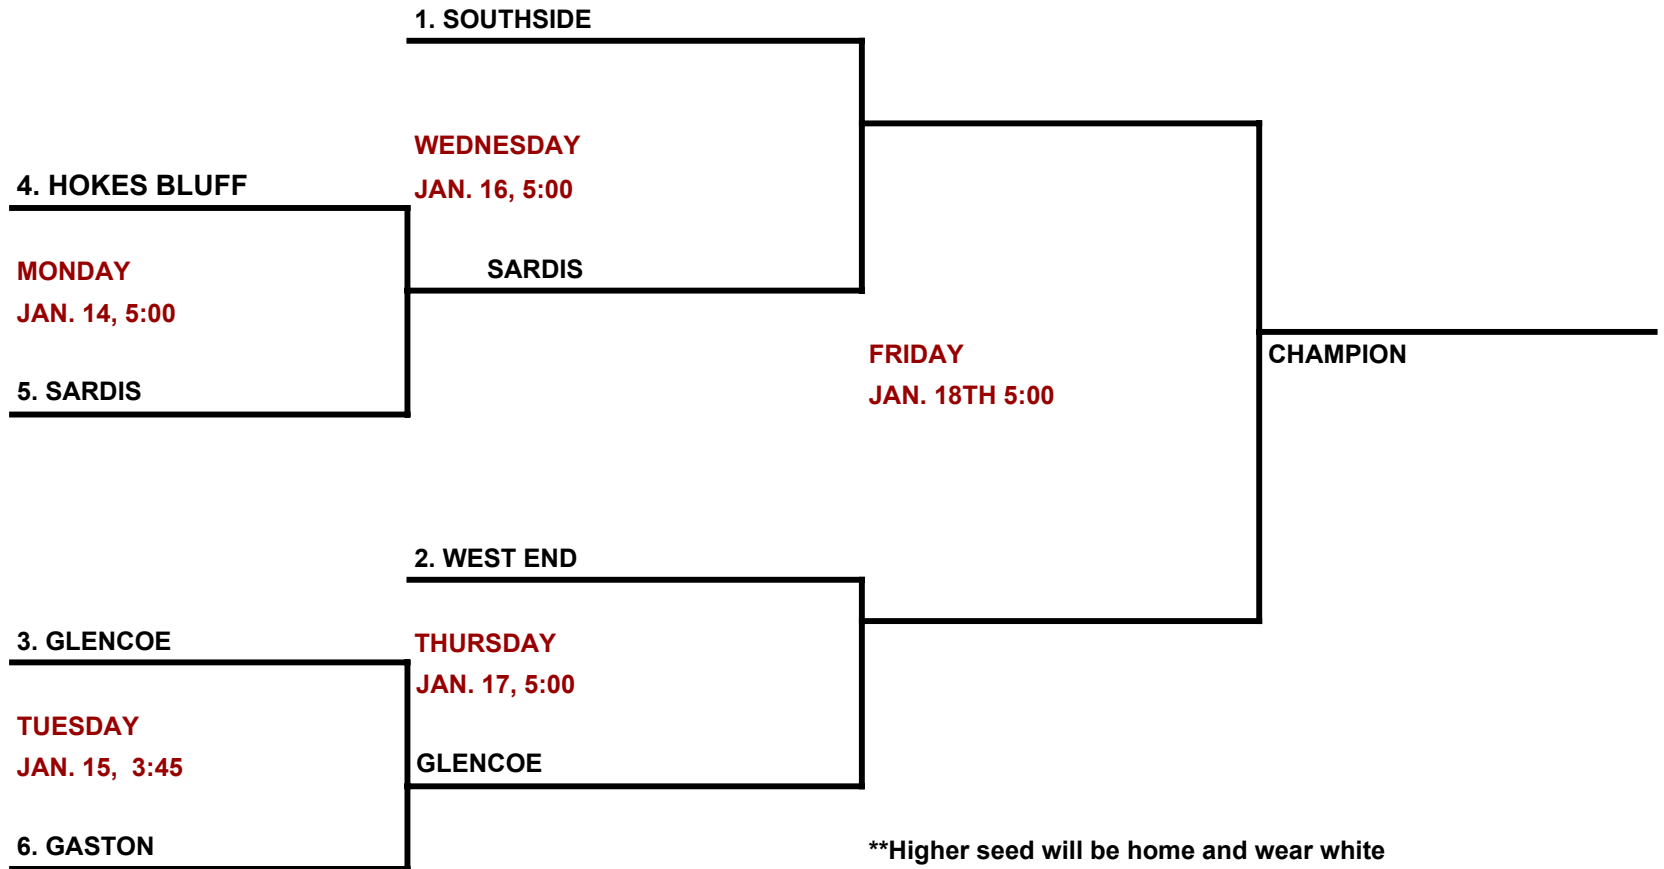 1. SOUTHSIDE
WEDNESDAY
JAN. 16, 5:00
4. HOKES BLUFF
MONDAY
JAN. 14, 5:00
SARDIS
5. SARDIS
FRIDAY
JAN. 18TH 5:00
CHAMPION
2. WEST END
3. GLENCOE
THURSDAY
JAN. 17, 5:00
TUESDAY
JAN. 15,  3:45
GLENCOE
6. GASTON
**Higher seed will be home and wear white